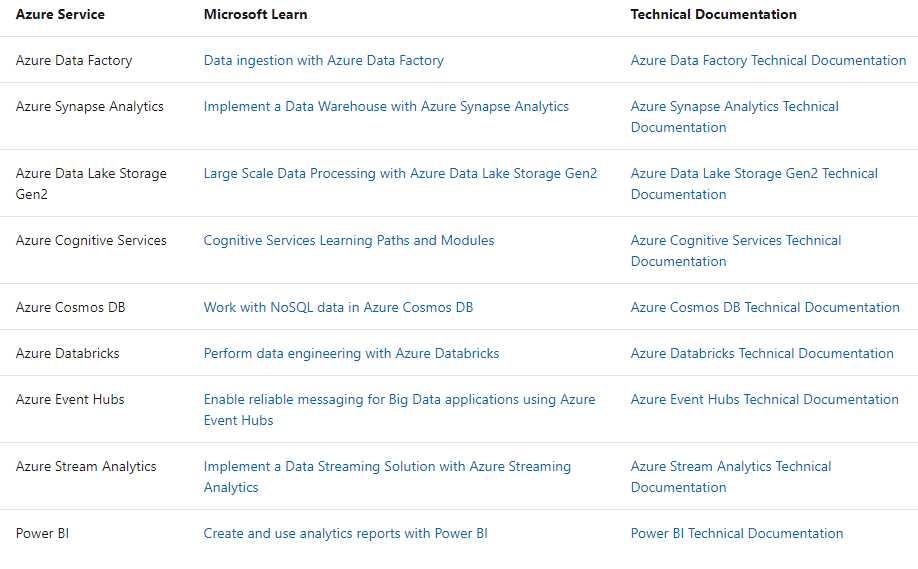 Azure Service Microsoft Learn Technical Documentation
Azure Data Factory Data ingestion with Azure Data Factory Azure Data Factory Technical Documentation
Azure Synapse Analytics Implement a Data Warehouse with Azure Synapse Analytics Azure Synapse Analytics Technical
Documentation
Azure Data Lake Storage Large Scale Data Processing with Azure Data Lake Storage Gen2 Azure Data Lake Storage Gen2 Technical
Gen2 Documentation
Azure Cognitive Services Cognitive Services Learning Paths and Modules Azure Cognitive Services Technical
Documentation
Azure Cosmos DB Work with NoSQL data in Azure Cosmos DB Azure Cosmos DB Technical Documentation
Azure Databricks Perform data engineering with Azure Databricks Azure Databricks Technical Documentation
Azure Event Hubs Enable reliable messaging for Big Data applications using Azure Azure Event Hubs Technical Documentation
Event Hubs
Azure Stream Analytics Implement a Data Streaming Solution with Azure Streaming Azure Stream Analytics Technical
Analytics Documentation
Power BI Create and use analytics reports with Power BI Power BI Technical Documentation